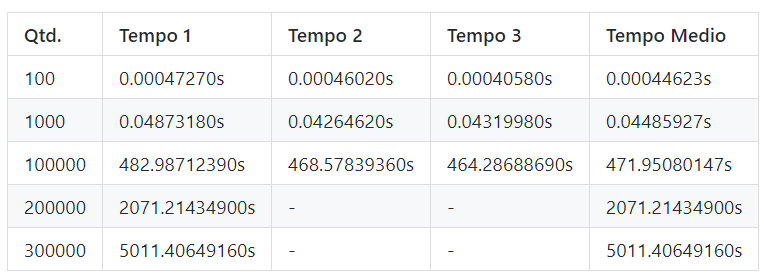 Qtd. Tempo 1 Tempo 2 Tempo 3 Tempo Medio
100 0.00047270s 0.00046020s 0.00040580s 0.00044623s
1000 0.04873180s 0.04264620s 0.04319980s 0.04485927s
100000 482.98712390s 468.57839360s 464.28688690s 471.95080147s
200000 2071.21434900s - - 2071.21434900s
300000 5011.40649160s - - 5011.40649160s